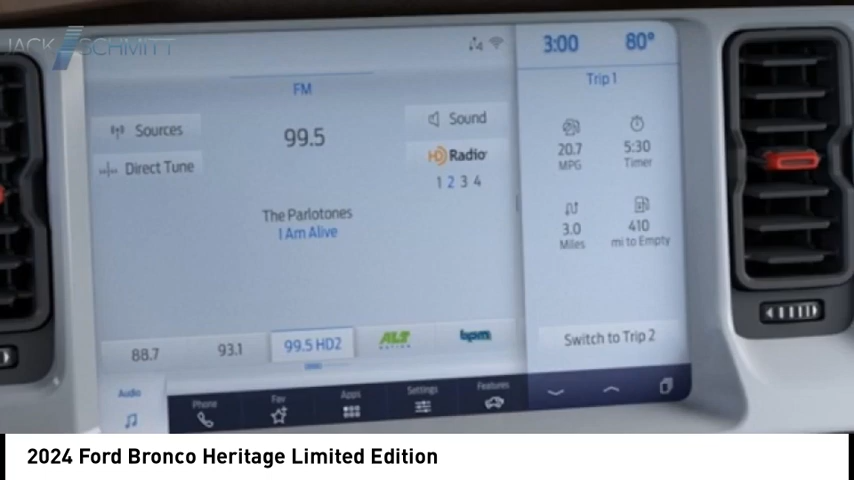 JACK SCHMITT
4
3:00 80°
FM
Trip 1
Sources
99.5
Sound
HD Radio
Direct Tune
1 2 3 4
20.7
MPG
5:30
Timer
The Parlotones
I Am Alive
3.0
Miles
410
mi to Empty
88.7
93.1
99.5 HD2
ALT
NATION
bpm
Switch to Trip 2
Audio
Phone
Fav
Apps
Settings
Features
2024 Ford Bronco Heritage Limited Edition